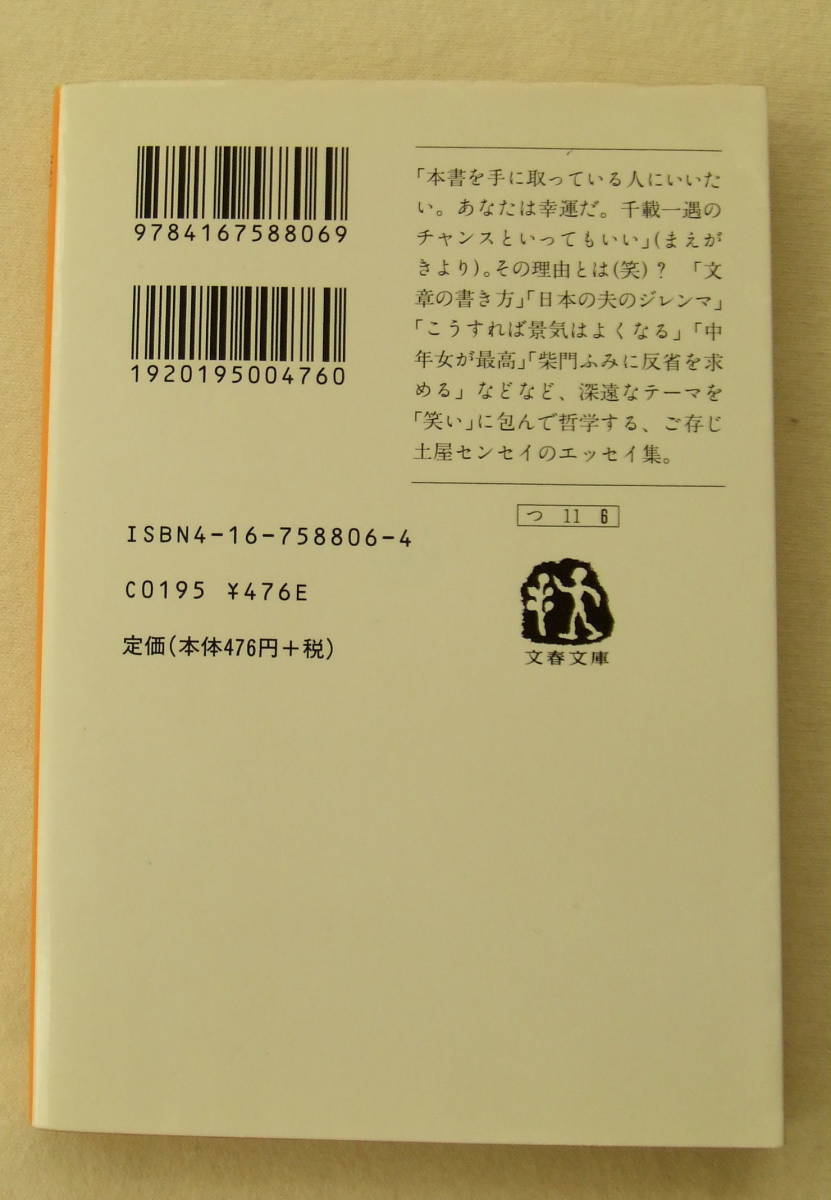 9784167588069
1920195004760
ISBN4-16-758806-4
C0195 ¥476E
定価(本体476円+税)
「本書を手に取っている人にいいた
い。あなたは幸運だ。千載一遇の
チャンスといってもいい」(まえが
きより)。その理由とは(笑)? 「文
章の書き方」「日本の夫のジレンマ」
「こうすれば景気はよくなる」「中
年女が最高」「柴門ふみに反省を求
める」などなど、深遠なテーマを
「笑い」に包んで哲学する、ご存じ
土屋センセイのエッセイ集。
つ 11 6
文春文庫